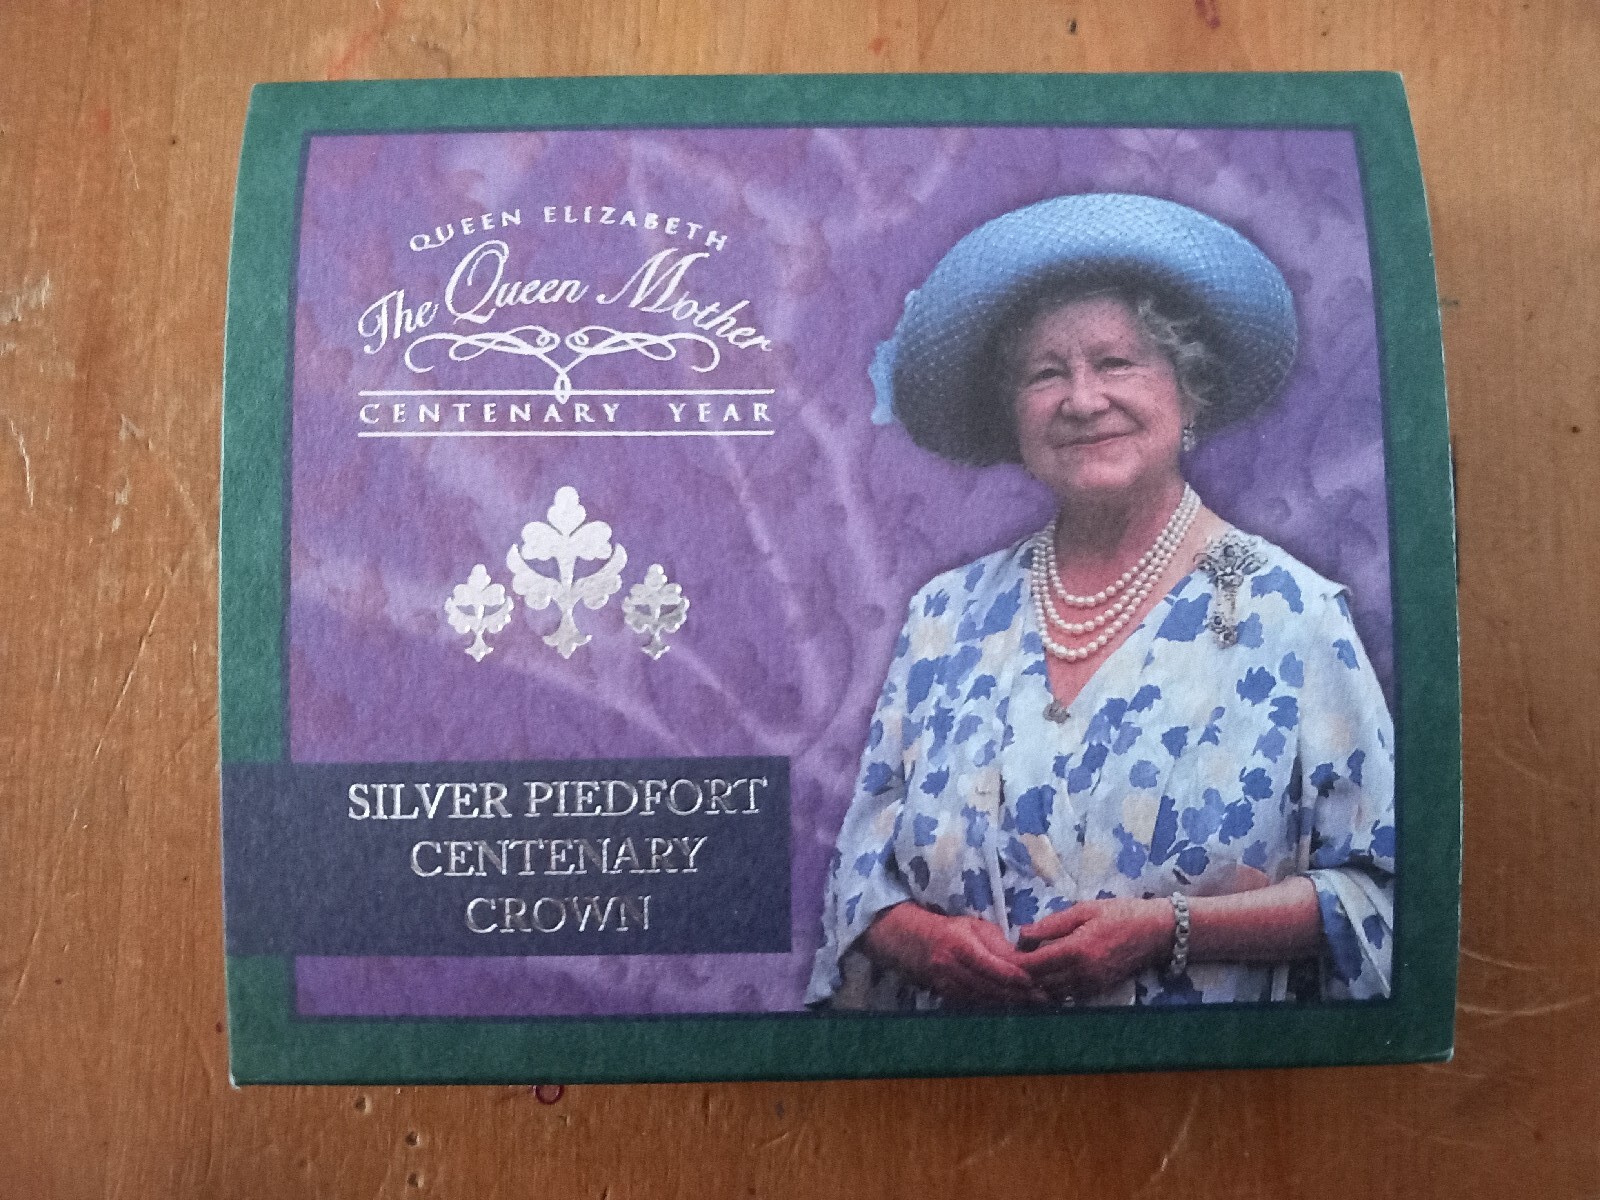 QUEEN ELIZABETH
The Queen Mother
CENTENARY YEAR
SILVER PIEDFORT
CENTENARY
CROWN